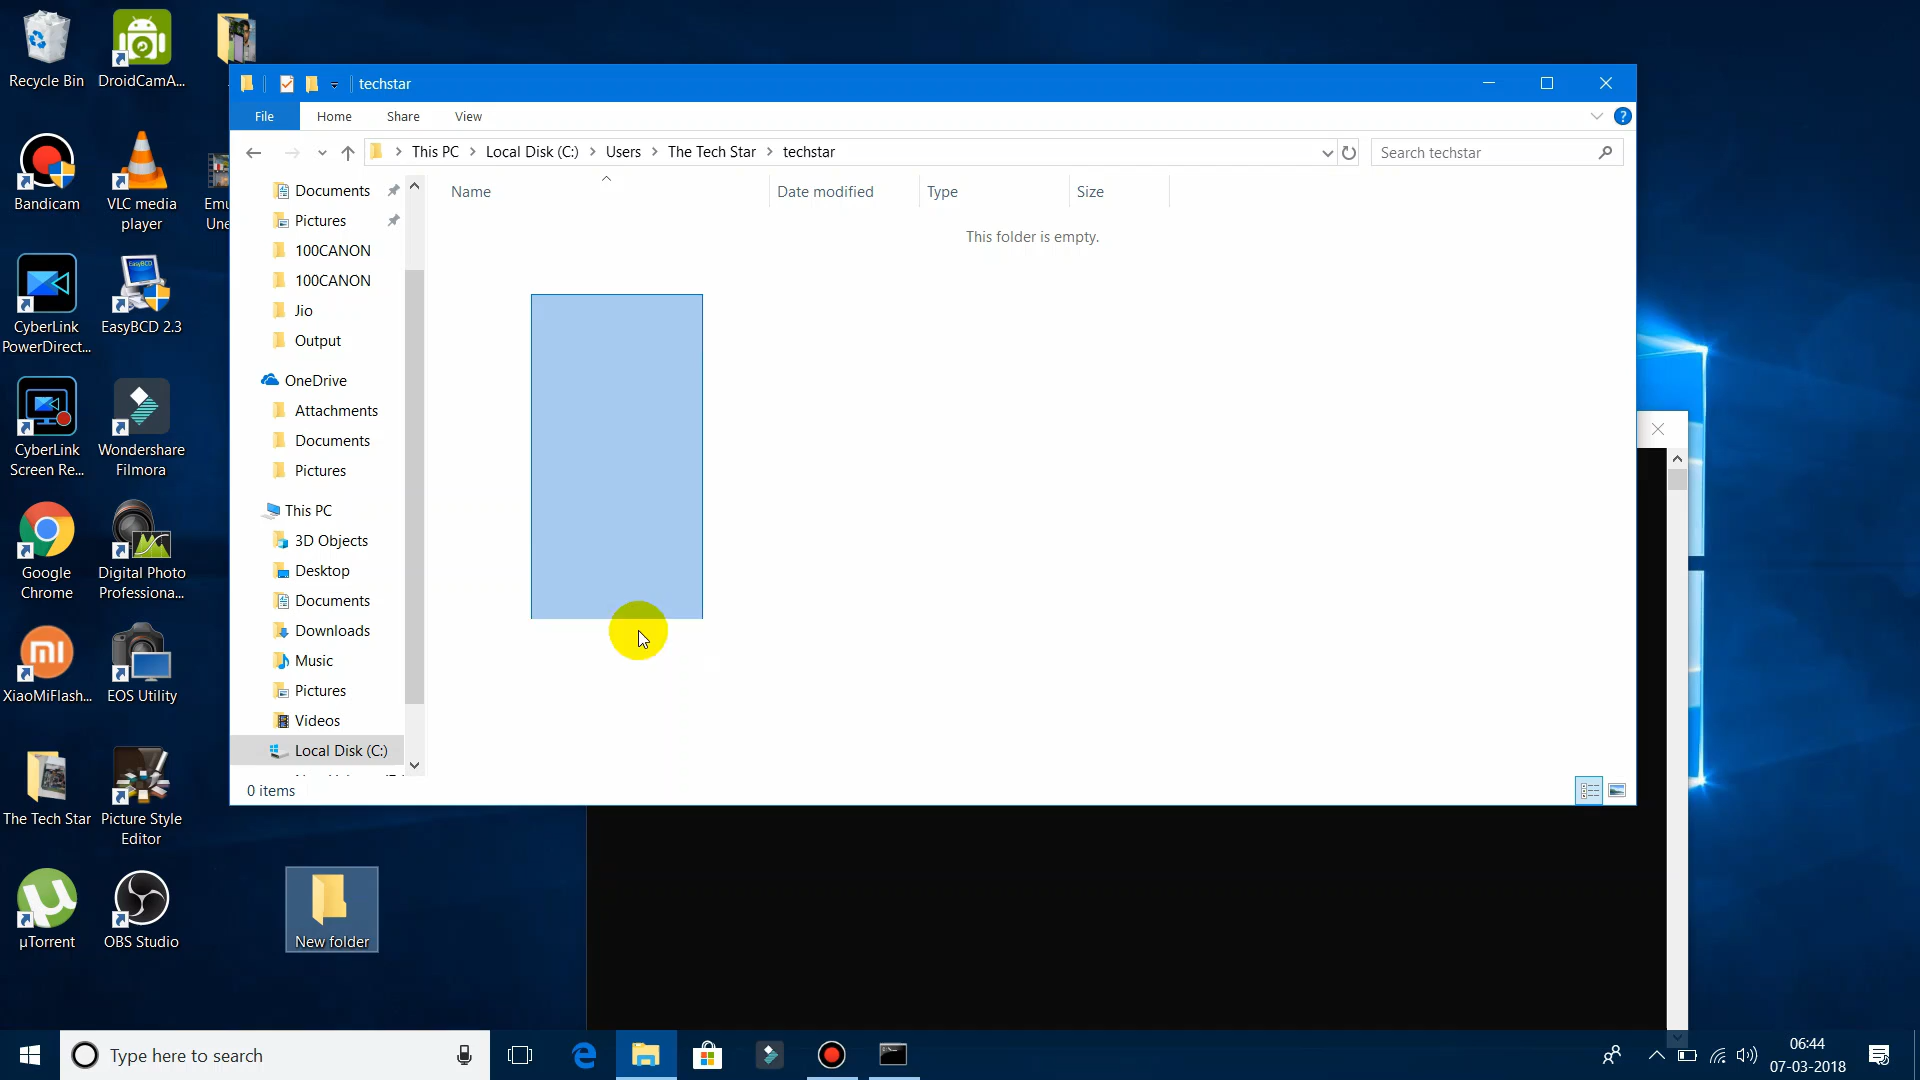 Recycle Bin
DroidCamA...
Bandicam
VLC media
player
Emu
Une
CyberLink
PowerDirect...
EasyBCD 2.3
CyberLink
Screen Re...
Wondershare
Filmora
Google
Chrome
Digital Photo
Professiona...
XiaoMiFlash...
EOS Utility
The Tech Star
Picture Style
Editor
µTorrent
OBS Studio
New folder
techstar
File
Home
Share
View
This PC
Local Disk (C:)
Users
The Tech Star
techstar
Search techstar
Documents
Pictures
100CANON
100CANON
Jio
Output
OneDrive
Attachments
Documents
Pictures
This PC
3D Objects
Desktop
Documents
Downloads
Music
Pictures
Videos
Local Disk (C:)
Name
Date modified
Type
Size
This folder is empty.
0 items
Type here to search
06:44
07-03-2018